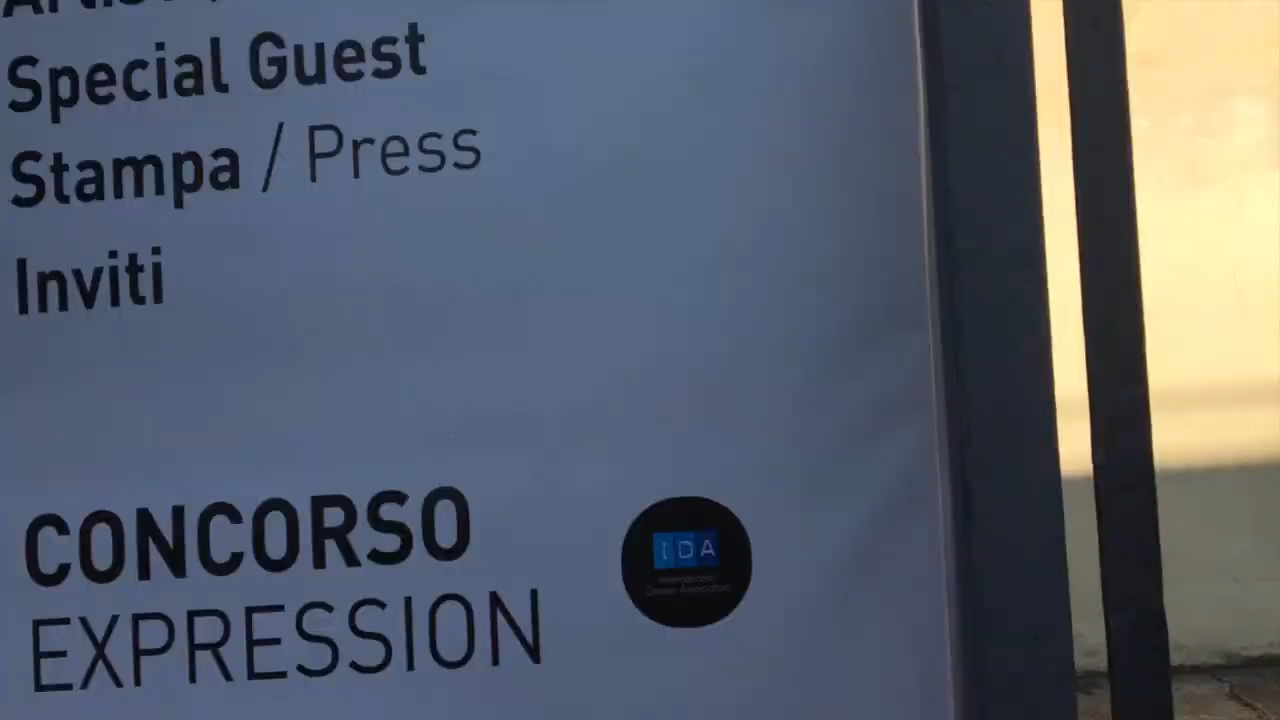 Special Guest
Stampa / Press
Inviti
CONCORSO
EXPRESSION
IDA